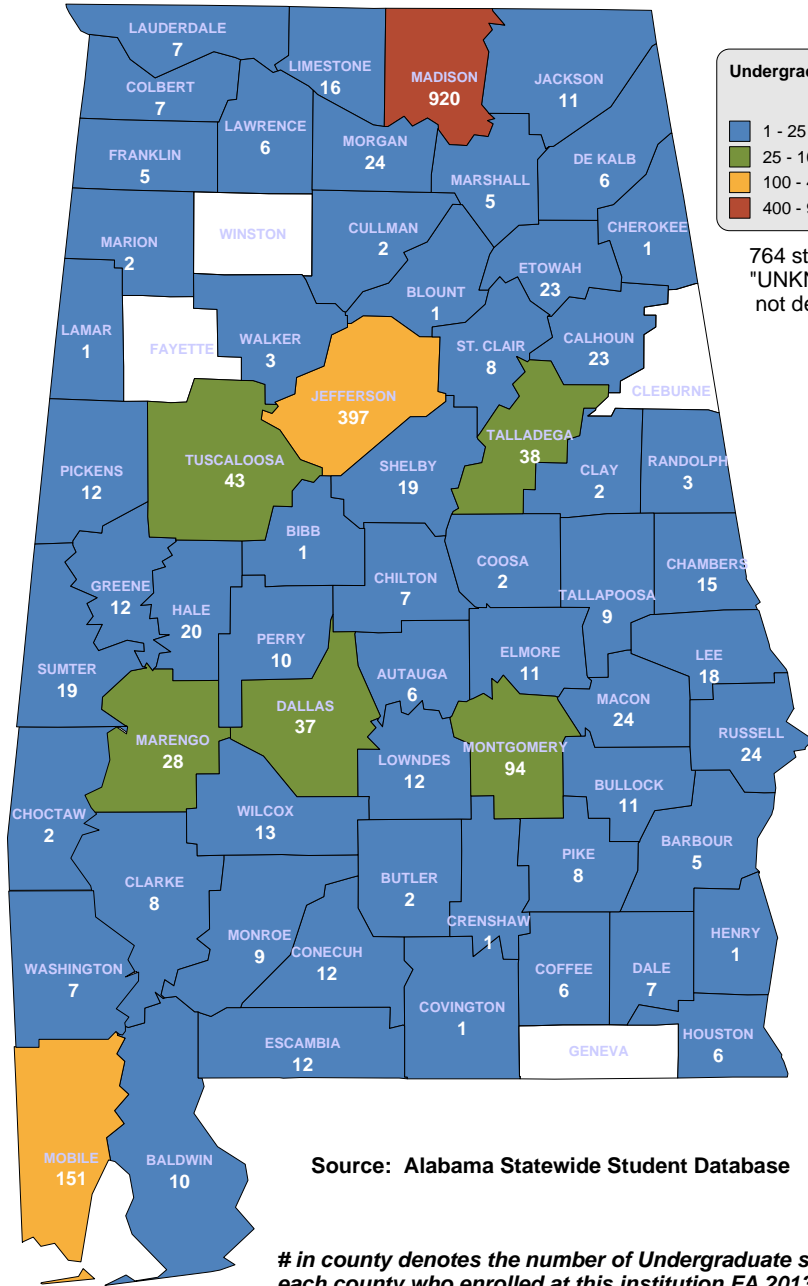 LAUDERDALE
7
LIMESTONE
16
MADISON
920
JACKSON
11
COLBERT
7
LAWRENCE
6
FRANKLIN
5
MORGAN
24
MARSHALL
5
DE KALB
6
MARION
2
WINSTON
CULLMAN
2
CHEROKEE
1
ETOWAH
23
BLOUNT
1
LAMAR
1
FAYETTE
WALKER
3
ST. CLAIR
8
CALHOUN
23
CLEBURNE
JEFFERSON
397
TALLADEGA
38
TUSCALOOSA
43
PICKENS
12
SHELBY
19
CLAY
2
RANDOLPH
3
BIBB
1
GREENE
12
HALE
20
CHILTON
7
COOSA
2
TALLAPOOSA
9
CHAMBERS
15
PERRY
10
SUMTER
19
AUTAUGA
6
ELMORE
11
LEE
18
MACON
24
DALLAS
37
MARENGO
28
LOWNDES
12
MONTGOMERY
94
RUSSELL
24
BULLOCK
11
CHOCTAW
2
WILCOX
13
CLARKE
8
BUTLER
2
PIKE
8
BARBOUR
5
CRENSHAW
1
MONROE
9
CONECUH
12
HENRY
1
WASHINGTON
7
COFFEE
6
DALE
7
COVINGTON
1
ESCAMBIA
12
GENEVA
HOUSTON
6
MOBILE
151
BALDWIN
10
Undergra
1 - 25
25 - 1
100 -
400 -
764 st
"UNKN
not de
Source: Alabama Statewide Student Database
# in county denotes the number of Undergraduate s
each county who enrolled at this institution FA